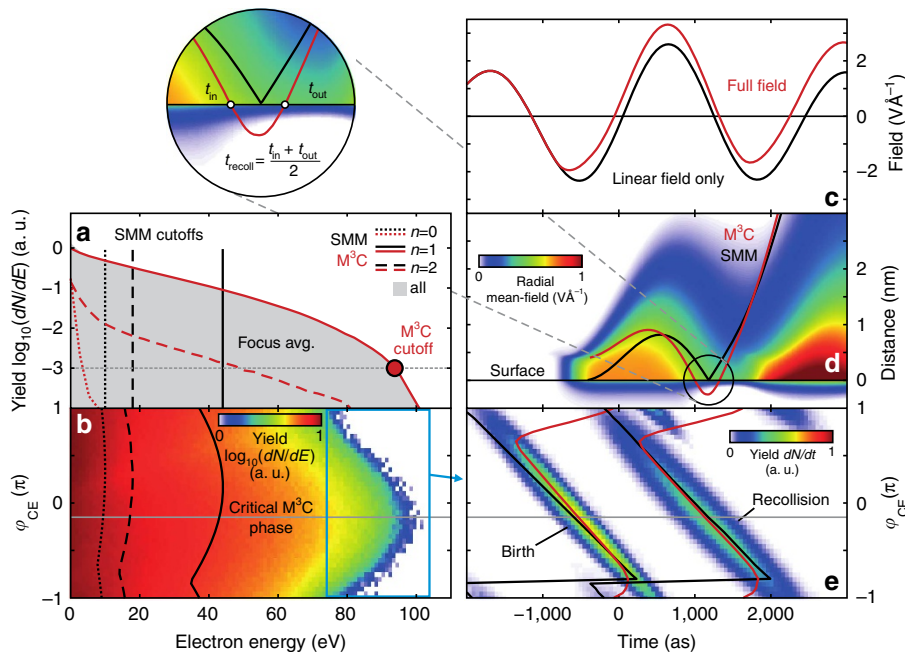 t_in
t_out
t_recoll = (t_in + t_out)/2
2
0
−2
Field (VÅ⁻¹)
Full field
Linear field only
c
a
SMM cutoffs
SMM
M³C
n=0
n=1
n=2
all
Focus avg.
M³C
cutoff
0
−1
−2
−3
1
Yield log₁₀(dN/dE) (a. u.)
M³C
SMM
0
1
Radial
mean-field (VÅ⁻¹)
Surface
d
2
1
0
Distance (nm)
b
0
1
Yield
log₁₀(dN/dE)
(a. u.)
Critical M³C
phase
0
−1
φ_CE (π)
0
20
40
60
80
100
Electron energy (eV)
0
1
Yield dN/dt
(a. u.)
Recollision
Birth
e
1
0
−1
φ_CE (π)
−1,000
0
1,000
2,000
Time (as)